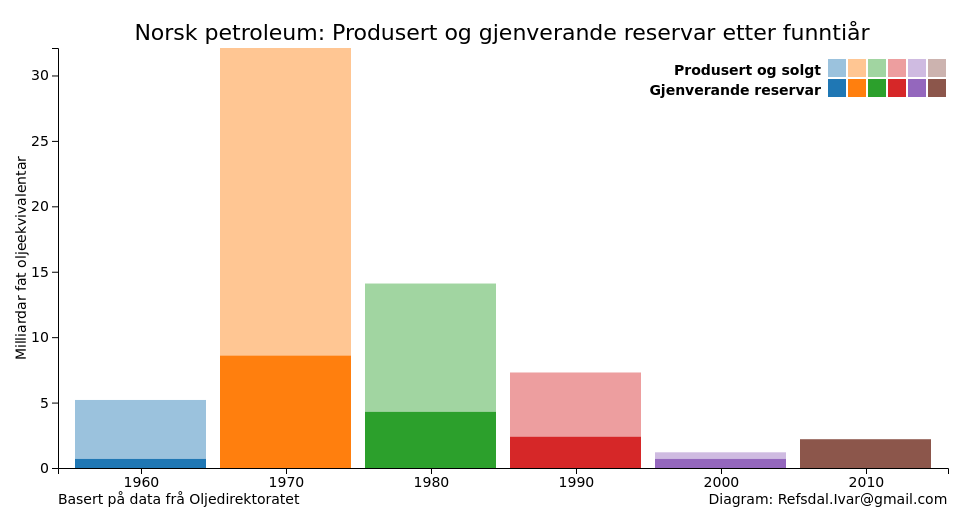 Norsk petroleum: Produsert og gjenverande reservar etter funntiår
Produsert og solgt
Gjenverande reservar
Milliardar fat oljeekvivalentar
30
25
20
15
10
5
0
1960 1970 1980 1990 2000 2010
Basert på data frå Oljedirektoratet
Diagram: Refsdal.Ivar@gmail.com